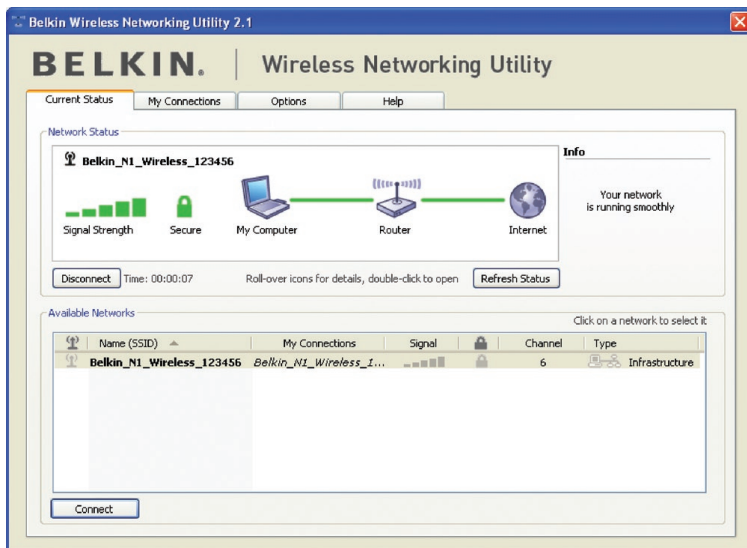 Belkin Wireless Networking Utility 2.1
BELKIN. | Wireless Networking Utility
Current Status My Connections Options Help
Network Status
Belkin_N1_Wireless_123456
Signal Strength Secure My Computer Router Internet
Info
Your network
is running smoothly
Disconnect Time: 00:00:07 Roll-over icons for details, double-click to open Refresh Status
Available Networks
Click on a network to select it
Name (SSID) My Connections Signal Channel Type
Belkin_N1_Wireless_123456 Belkin_N1_Wireless_1... 6 Infrastructure
Connect